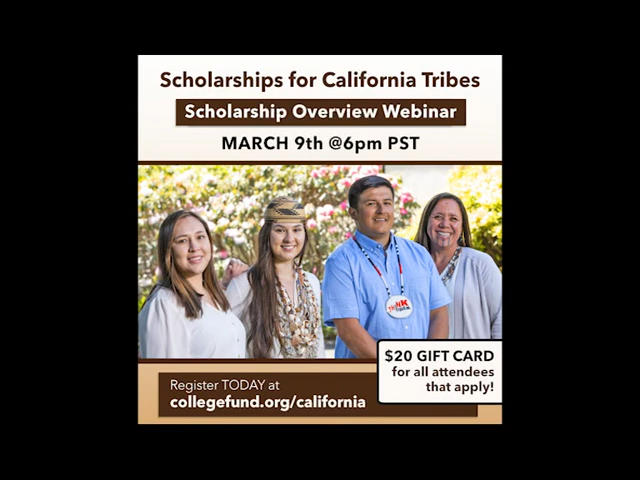 Scholarships for California Tribes
Scholarship Overview Webinar
MARCH 9th @6pm PST
THINK
$20 GIFT CARD
for all attendees
that apply!
Register TODAY at
collegefund.org/california